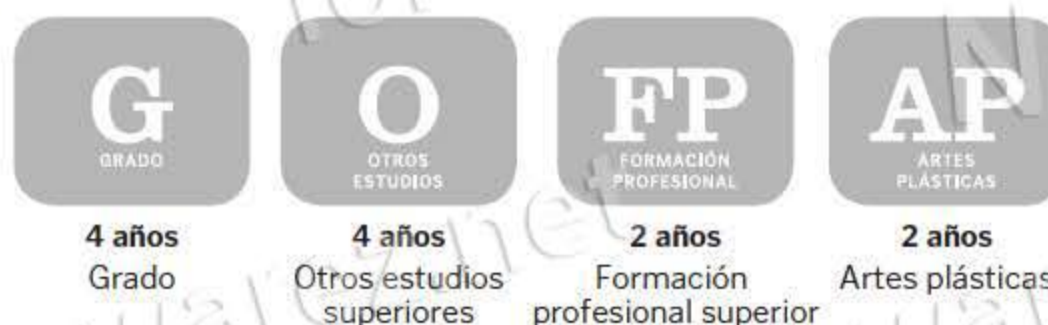 G
GRADO
4 años
Grado
O
OTROS
ESTUDIOS
4 años
Otros estudios
superiores
FP
FORMACIÓN
PROFESIONAL
2 años
Formación
profesional superior
AP
ARTES
PLÁSTICAS
2 años
Artes plásticas